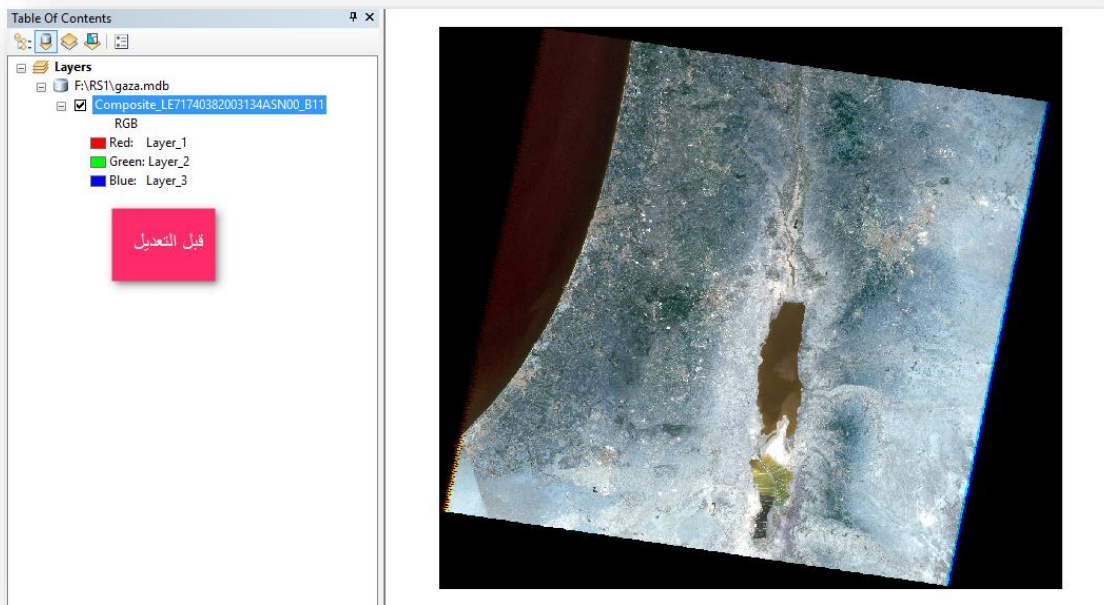 Table Of Contents
Layers
F:\RS1\gaza.mdb
Composite_LE71740382003134ASN00_B11
RGB
Red: Layer_1
Green: Layer_2
Blue: Layer_3
قبل التعديل